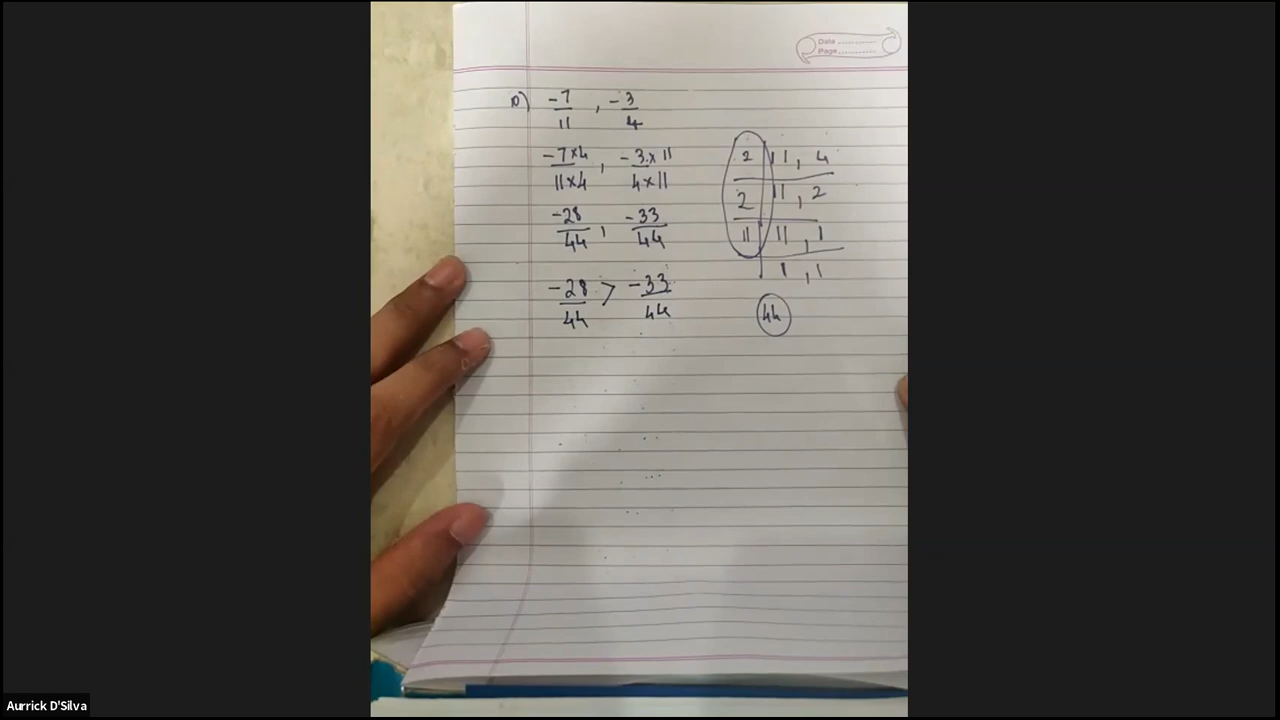 Date
Page
10) -7/11 , -3/4
-7×4/11×4 , -3×11/4×11
-28/44 , -33/44
-28/44 > -33/44
2 | 11, 4
2 | 11, 2
11 | 11, 1
1, 1
44
Aurrick D'Silva